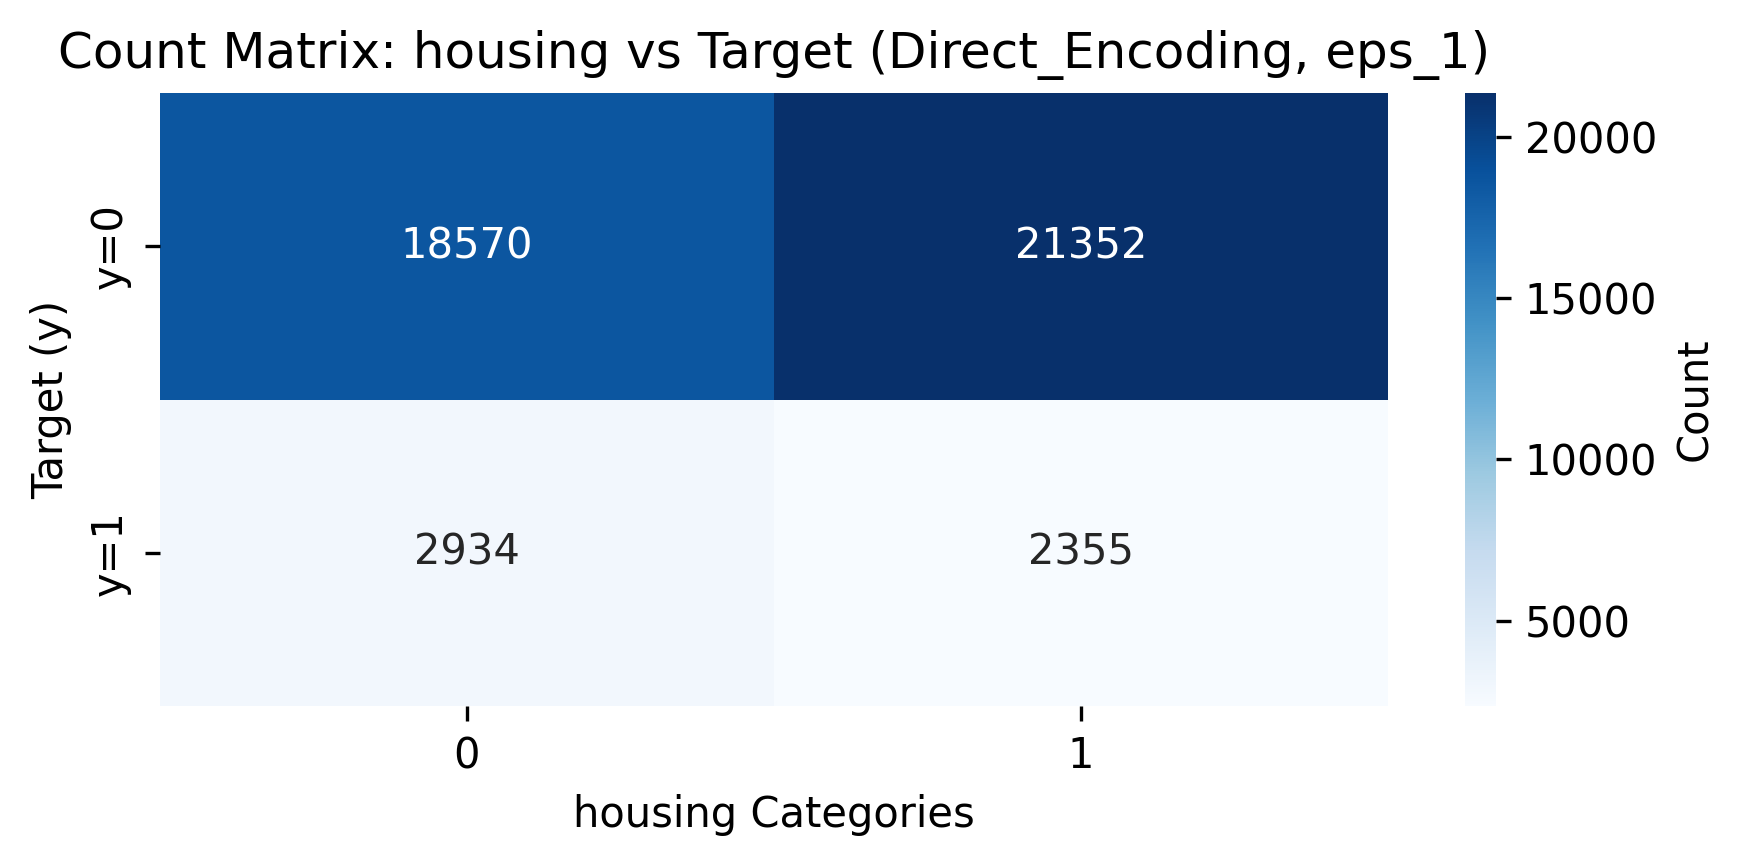 Count Matrix: housing vs Target (Direct_Encoding, eps_1)
Target (y)
y=0
18570
21352
y=1
2934
2355
0
1
housing Categories
20000
15000
10000
5000
Count